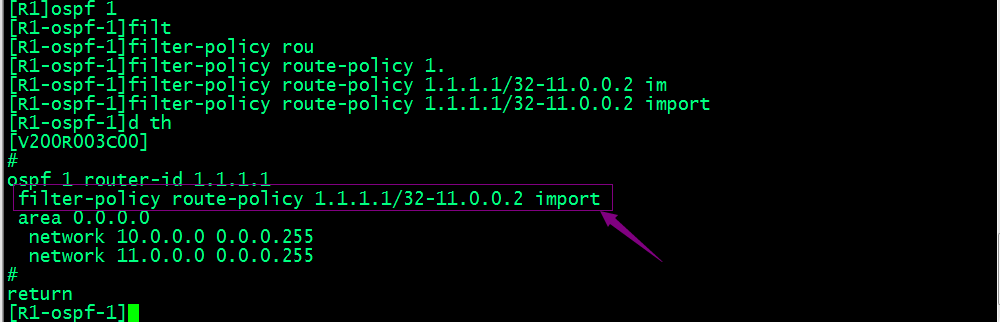 [R1]ospf 1
[R1-ospf-1]filt
[R1-ospf-1]filter-policy rou
[R1-ospf-1]filter-policy route-policy 1.
[R1-ospf-1]filter-policy route-policy 1.1.1.1/32-11.0.0.2 im
[R1-ospf-1]filter-policy route-policy 1.1.1.1/32-11.0.0.2 import
[R1-ospf-1]d th
[V200R003C00]
#
ospf 1 router-id 1.1.1.1
 filter-policy route-policy 1.1.1.1/32-11.0.0.2 import
 area 0.0.0.0
  network 10.0.0.0 0.0.0.255
  network 11.0.0.0 0.0.0.255
#
return
[R1-ospf-1]